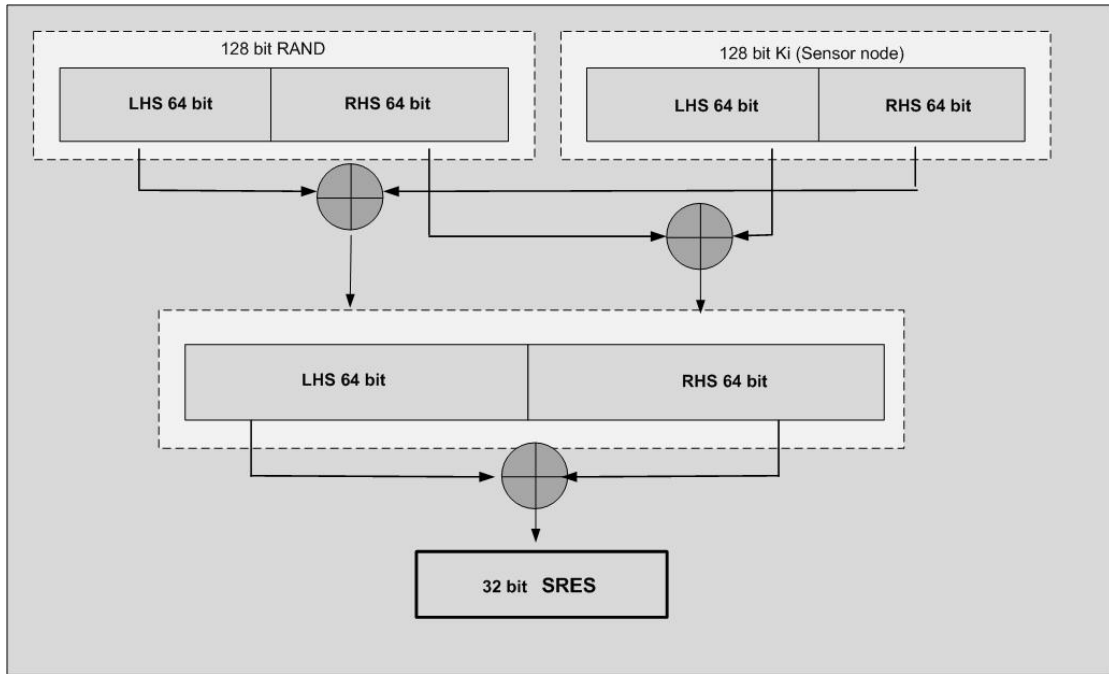 128 bit RAND
128 bit Ki (Sensor node)
LHS 64 bit
RHS 64 bit
LHS 64 bit
RHS 64 bit
LHS 64 bit
RHS 64 bit
32 bit SRES